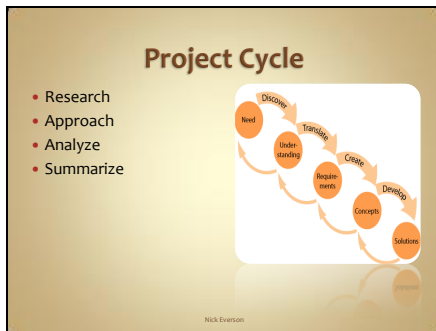 Project Cycle
• Research
• Approach
• Analyze
• Summarize
Discover
Need
Translate
Under-
standing
Create
Require-
ments
Develop
Concepts
Solutions
Nick Everson